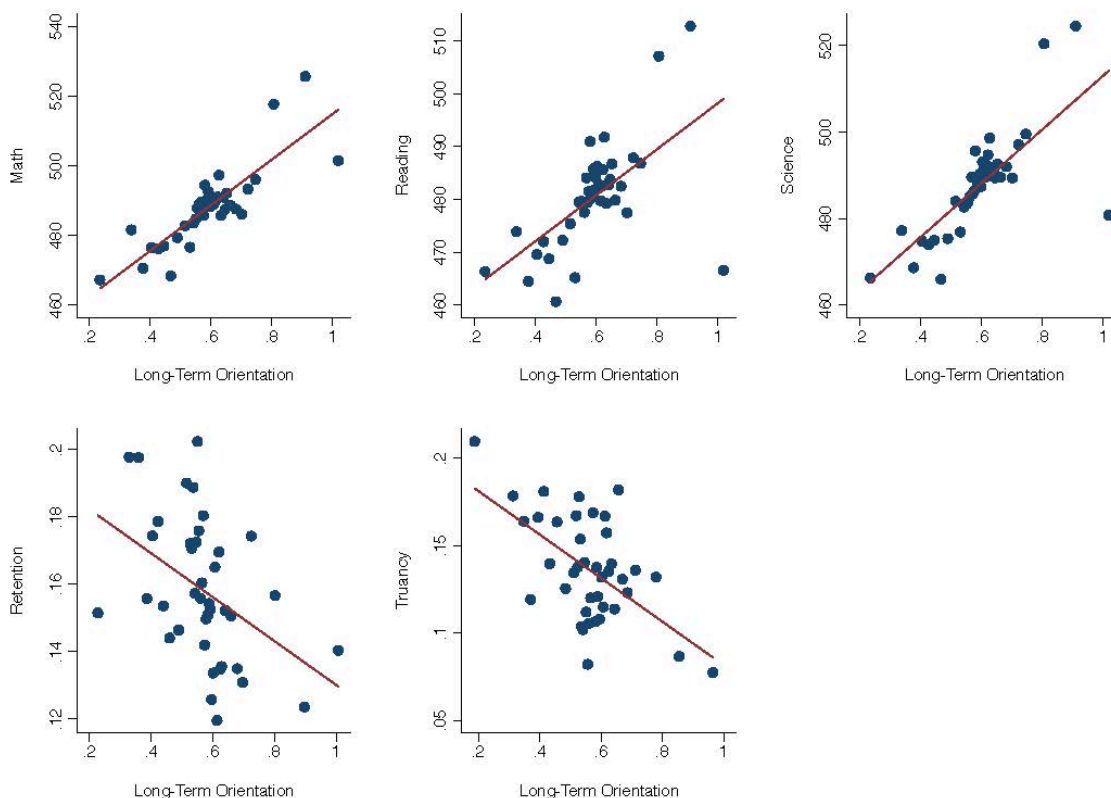 Math
460 480 500 520 540
.2 .4 .6 .8 1
Long-Term Orientation
Reading
460 470 480 490 500 510
.2 .4 .6 .8 1
Long-Term Orientation
Science
460 480 500 520
.2 .4 .6 .8 1
Long-Term Orientation
Retention
.12 .14 .16 .18 .2
.2 .4 .6 .8 1
Long-Term Orientation
Truancy
.05 .1 .15 .2
.2 .4 .6 .8 1
Long-Term Orientation